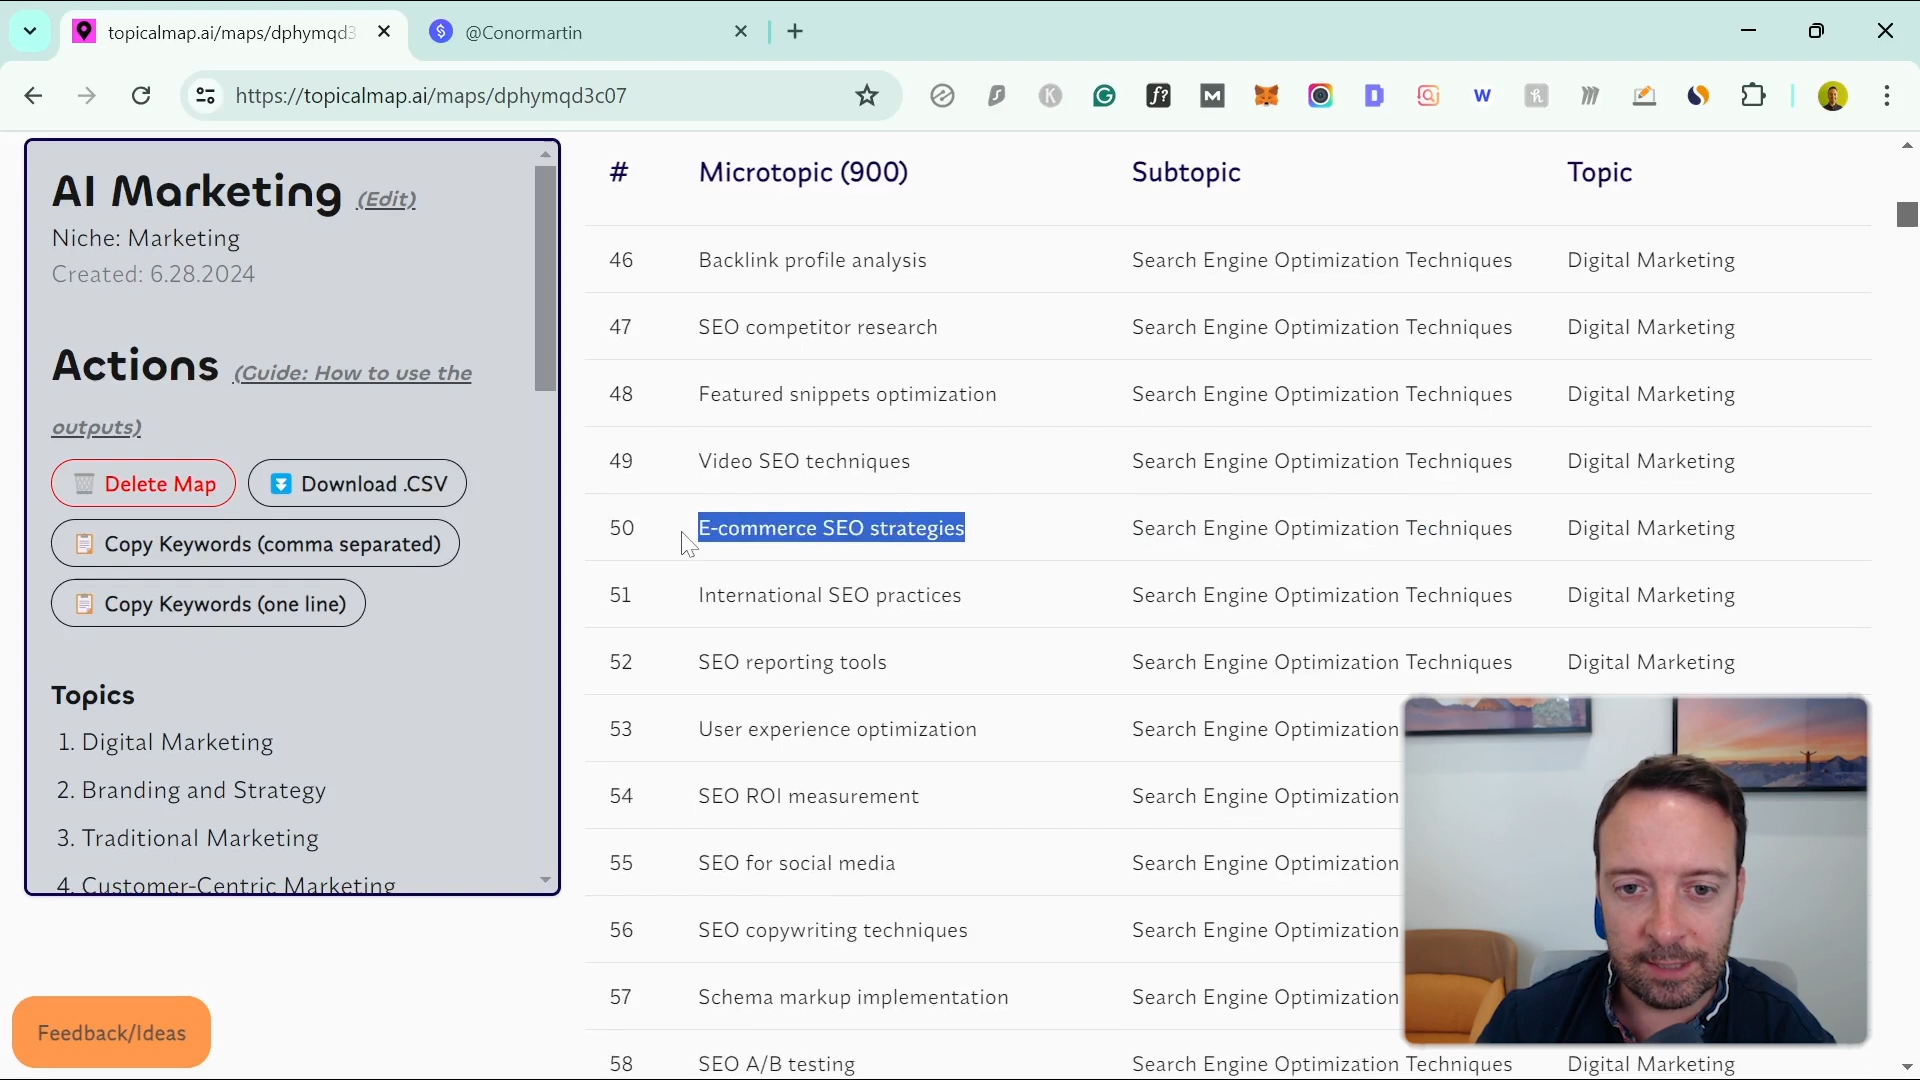 topicalmap.ai/maps/dphymqd3
@Conormartin
https://topicalmap.ai/maps/dphymqd3c07
AI Marketing (Edit)
Niche: Marketing
Created: 6.28.2024
Actions (Guide: How to use the
outputs)
Delete Map
Download .CSV
Copy Keywords (comma separated)
Copy Keywords (one line)
Topics
1. Digital Marketing
2. Branding and Strategy
3. Traditional Marketing
4. Customer-Centric Marketing
Feedback/Ideas
# Microtopic (900) Subtopic Topic
46 Backlink profile analysis Search Engine Optimization Techniques Digital Marketing
47 SEO competitor research Search Engine Optimization Techniques Digital Marketing
48 Featured snippets optimization Search Engine Optimization Techniques Digital Marketing
49 Video SEO techniques Search Engine Optimization Techniques Digital Marketing
50 E-commerce SEO strategies Search Engine Optimization Techniques Digital Marketing
51 International SEO practices Search Engine Optimization Techniques Digital Marketing
52 SEO reporting tools Search Engine Optimization Techniques Digital Marketing
53 User experience optimization Search Engine Optimization
54 SEO ROI measurement Search Engine Optimization
55 SEO for social media Search Engine Optimization
56 SEO copywriting techniques Search Engine Optimization
57 Schema markup implementation Search Engine Optimization
58 SEO A/B testing Search Engine Optimization Techniques Digital Marketing